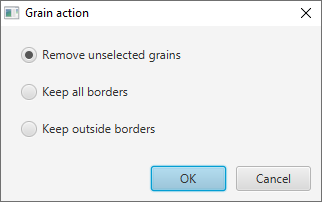 Grain action
Remove unselected grains
Keep all borders
Keep outside borders
OK
Cancel